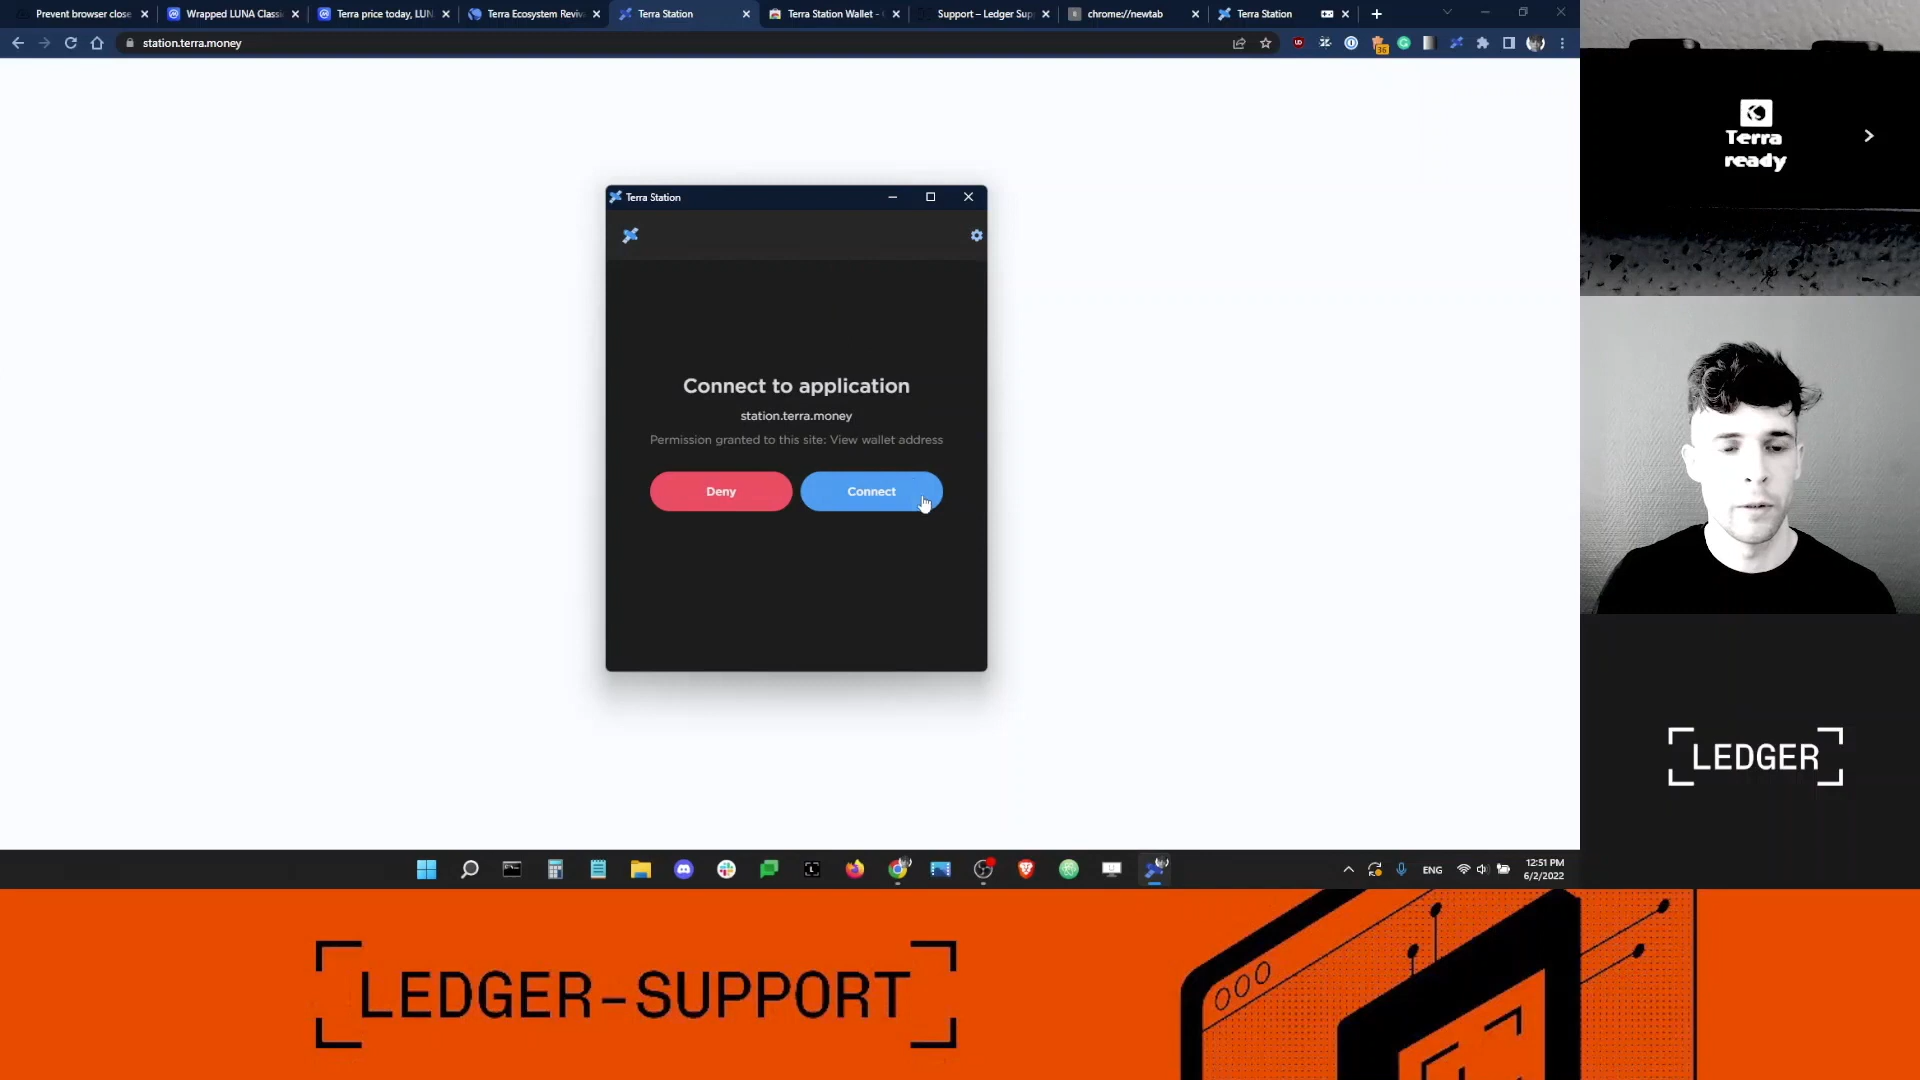 Prevent browser close
Wrapped LUNA Classi
Terra price today, LUN
Terra Ecosystem Reviv
Terra Station
Terra Station Wallet -
Support – Ledger Sup
chrome://newtab
Terra Station
station.terra.money
36
Terra
ready
Terra Station
Connect to application
station.terra.money
Permission granted to this site: View wallet address
Deny
Connect
LEDGER
ENG
12:51 PM
6/2/2022
LEDGER-SUPPORT